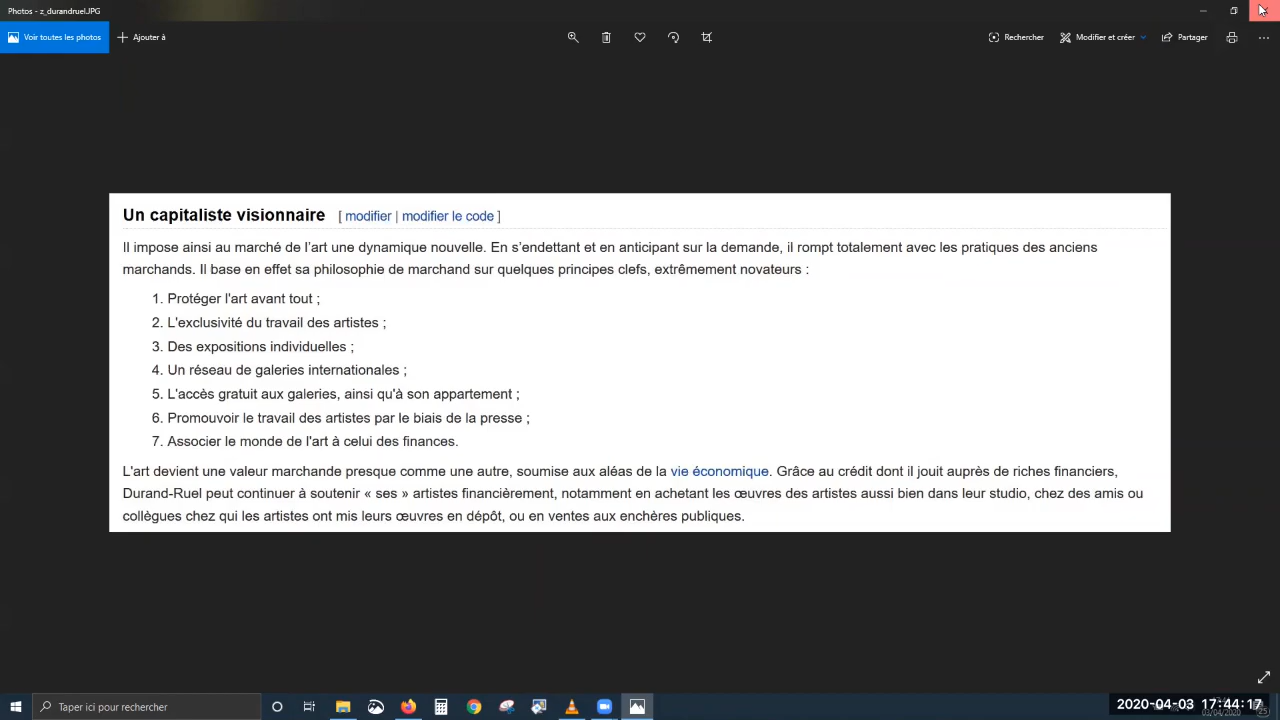 Photos - z_durandruel.JPG
Voir toutes les photos
Ajouter à
Rechercher
Modifier et créer
Partager
Un capitaliste visionnaire [ modifier | modifier le code ]
Il impose ainsi au marché de l'art une dynamique nouvelle. En s'endettant et en anticipant sur la demande, il rompt totalement avec les pratiques des anciens
marchands. Il base en effet sa philosophie de marchand sur quelques principes clefs, extrêmement novateurs :
1. Protéger l'art avant tout ;
2. L'exclusivité du travail des artistes ;
3. Des expositions individuelles ;
4. Un réseau de galeries internationales ;
5. L'accès gratuit aux galeries, ainsi qu'à son appartement ;
6. Promouvoir le travail des artistes par le biais de la presse ;
7. Associer le monde de l'art à celui des finances.
L'art devient une valeur marchande presque comme une autre, soumise aux aléas de la vie économique. Grâce au crédit dont il jouit auprès de riches financiers,
Durand-Ruel peut continuer à soutenir « ses » artistes financièrement, notamment en achetant les œuvres des artistes aussi bien dans leur studio, chez des amis ou
collègues chez qui les artistes ont mis leurs œuvres en dépôt, ou en ventes aux enchères publiques.
Taper ici pour rechercher
2020-04-03 17:44:17
03/04/2020